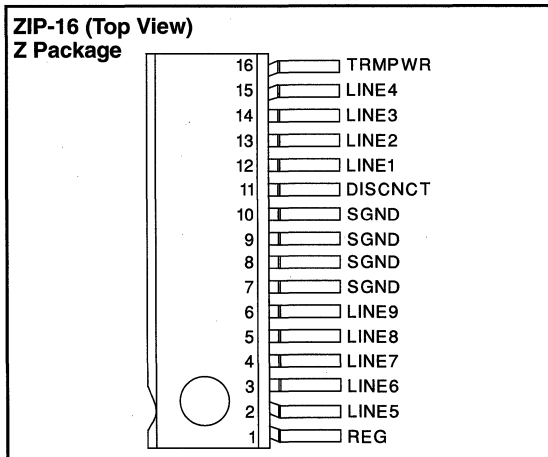 ZIP-16 (Top View)
Z Package
16 TRMPWR
15 LINE4
14 LINE3
13 LINE2
12 LINE1
11 DISCNCT
10 SGND
9 SGND
8 SGND
7 SGND
6 LINE9
5 LINE8
4 LINE7
3 LINE6
2 LINE5
1 REG